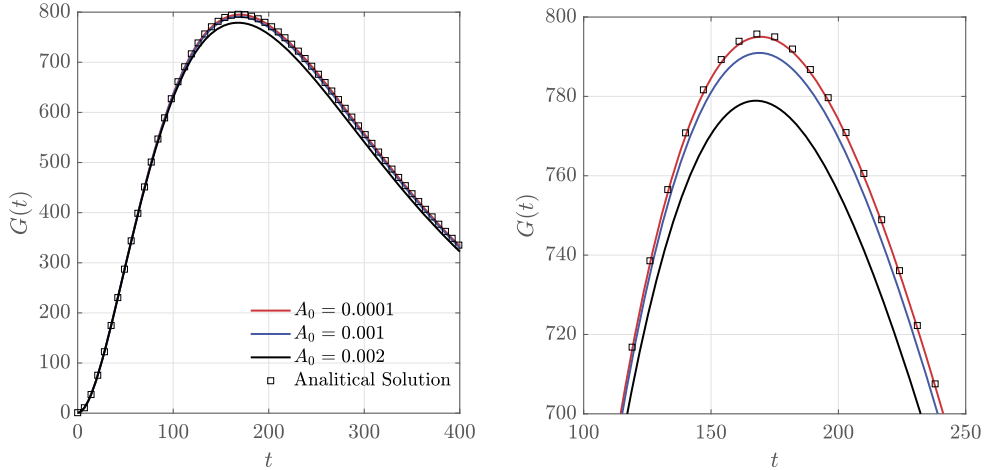 800
700
600
500
400
300
200
100
0
G(t)
0 100 200 300 400
t
A₀ = 0.0001
A₀ = 0.001
A₀ = 0.002
Analitical Solution
800
780
760
740
720
700
G(t)
100 150 200 250
t